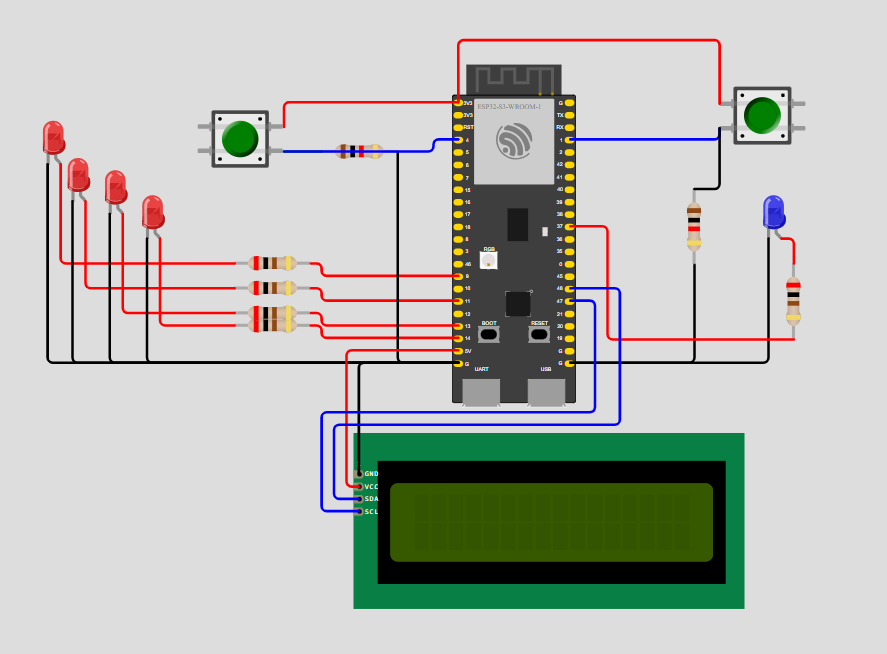 ESP32-S3-WROOM-1
3V3 G
3V3 TX
RST RX
4 1
5 2
6 42
7 41
15 40
16 39
17 38
18 37
8 36
3 35
46 0
9 45
10 48
11 47
12 21
13 20
14 19
5V G
G G
RGB
BOOT RESET
UART USB
GND
VCC
SDA
SCL